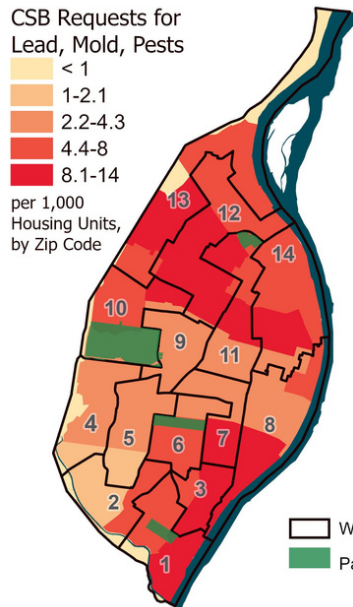 CSB Requests for
Lead, Mold, Pests
< 1
1-2.1
2.2-4.3
4.4-8
8.1-14
per 1,000
Housing Units,
by Zip Code
13
12
14
10
9
11
4
5
6
7
8
2
3
1
W
Pa